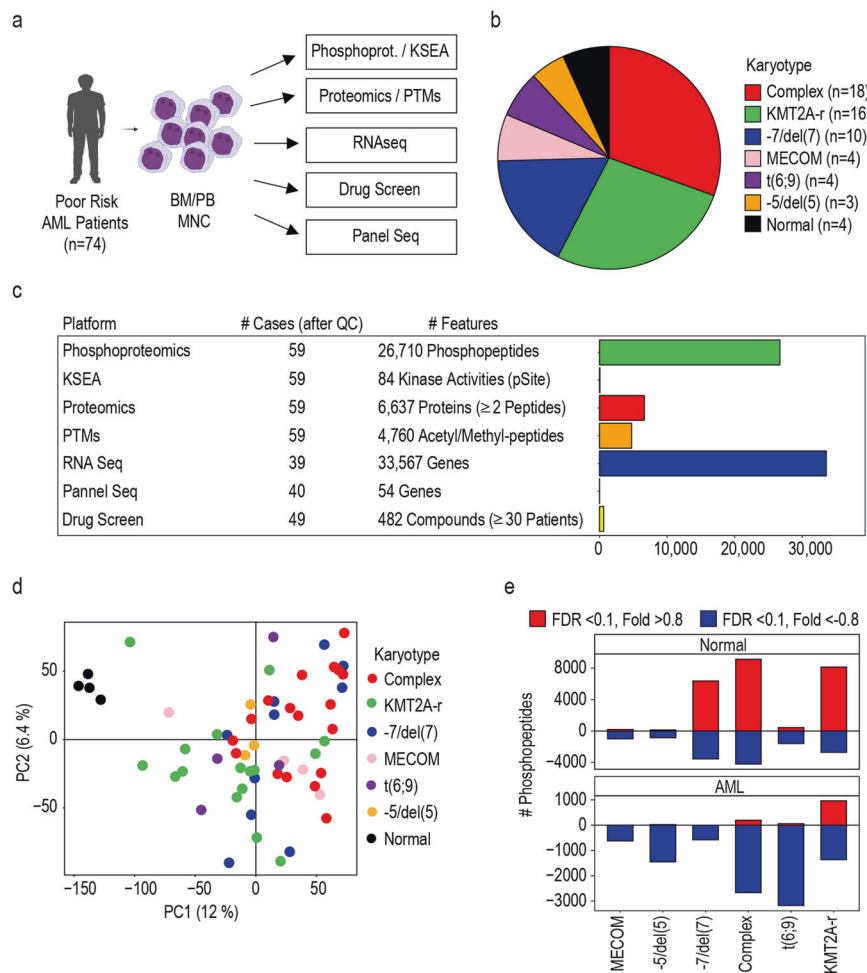 a
Phosphoprot. / KSEA
Proteomics / PTMs
RNAseq
Drug Screen
Panel Seq
Poor Risk
AML Patients
(n=74)
BM/PB
MNC
b
Karyotype
Complex (n=18)
KMT2A-r (n=16
-7/del(7) (n=10)
MECOM (n=4)
t(6;9) (n=4)
-5/del(5) (n=3)
Normal (n=4)
c
Platform # Cases (after QC) # Features
Phosphoproteomics 59 26,710 Phosphopeptides
KSEA 59 84 Kinase Activities (pSite)
Proteomics 59 6,637 Proteins (≥ 2 Peptides)
PTMs 59 4,760 Acetyl/Methyl-peptides
RNA Seq 39 33,567 Genes
Pannel Seq 40 54 Genes
Drug Screen 49 482 Compounds (≥ 30 Patients)
0 10,000 20,000 30,000
d
50
0
−50
PC2 (6.4 %)
−150 −100 −50 0 50
PC1 (12 %)
Karyotype
Complex
KMT2A-r
-7/del(7)
MECOM
t(6;9)
-5/del(5)
Normal
e
FDR <0.1, Fold >0.8 FDR <0.1, Fold <-0.8
Normal
8000
4000
0
−4000
AML
1000
0
−1000
−2000
−3000
# Phosphopeptides
MECOM
-5/del(5)
-7/del(7)
Complex
t(6;9)
KMT2A-r